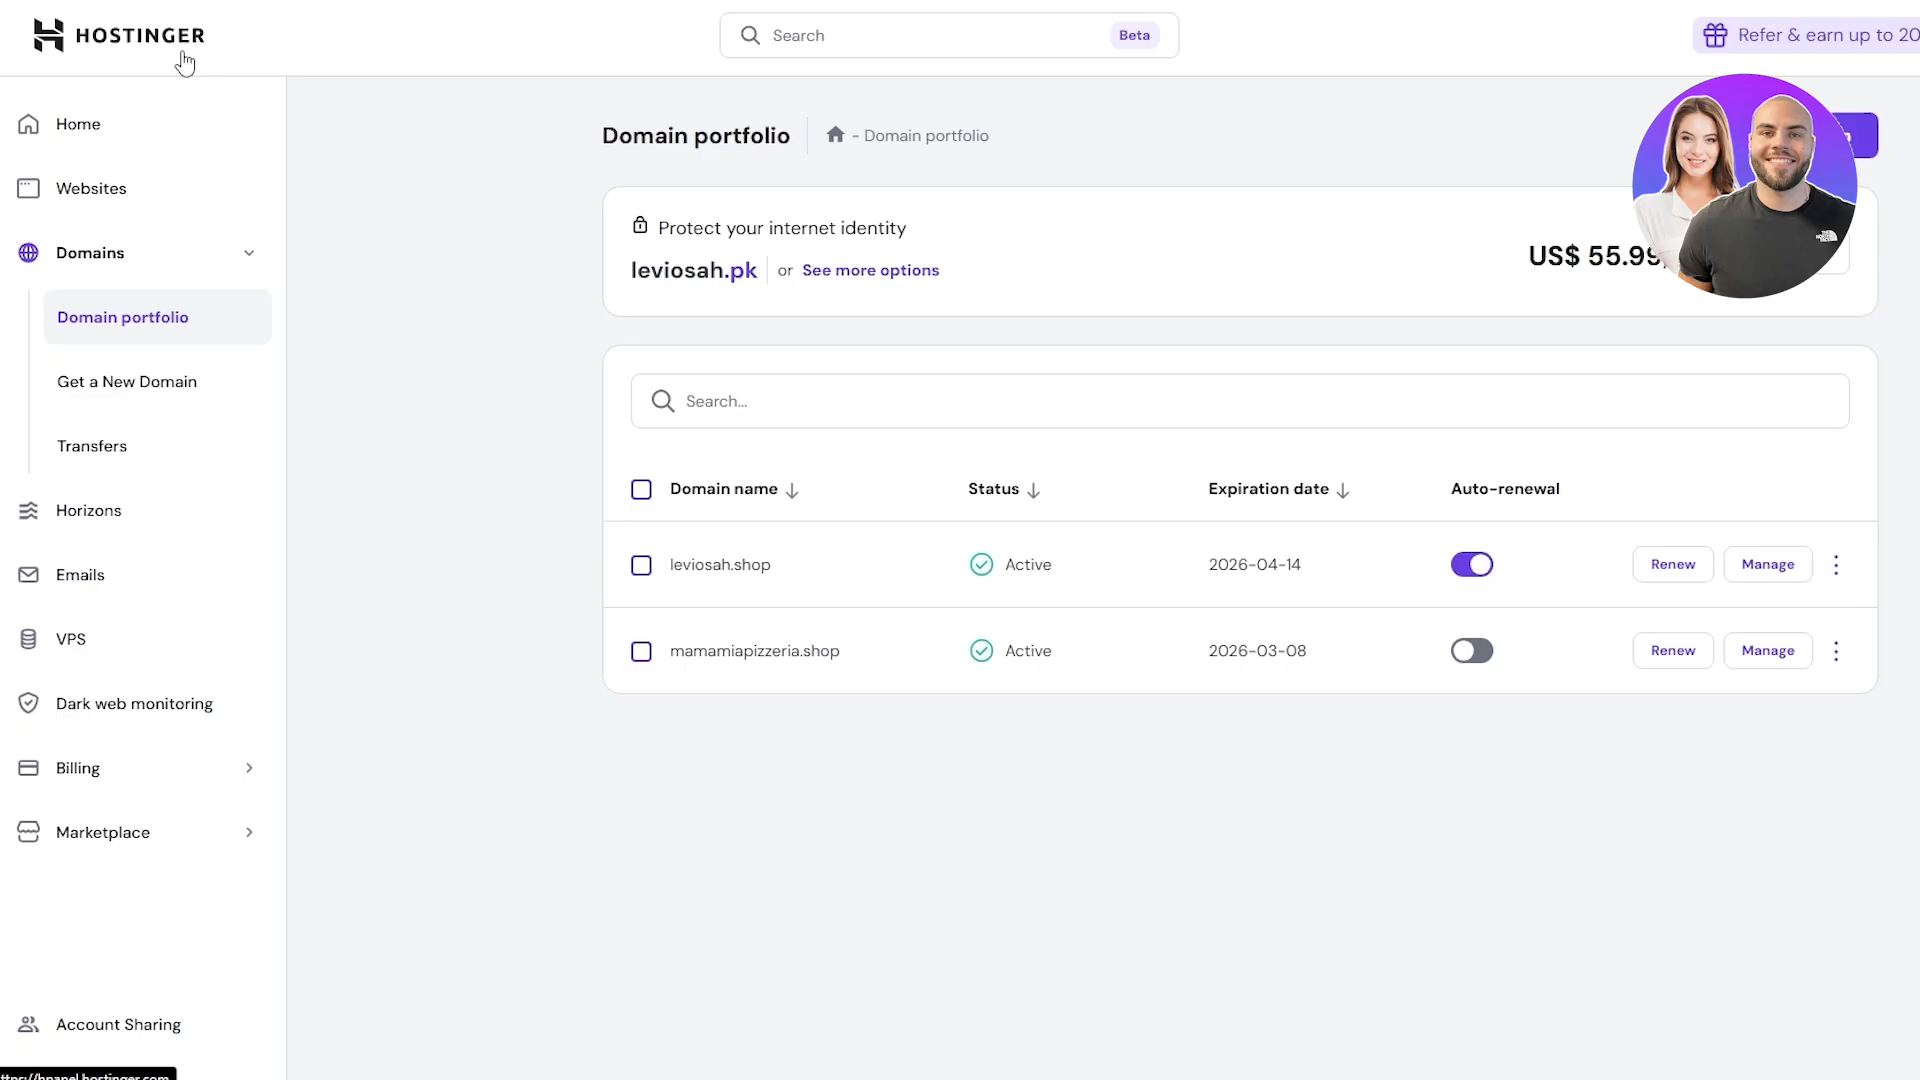 HOSTINGER
Search
Beta
Refer & earn up to 20
Home
Websites
Domains
Domain portfolio
Get a New Domain
Transfers
Horizons
Emails
VPS
Dark web monitoring
Billing
Marketplace
Account Sharing
Domain portfolio
- Domain portfolio
Protect your internet identity
leviosah.pk or See more options
US$ 55.99
Search...
Domain name Status Expiration date Auto-renewal
leviosah.shop Active 2026-04-14 Renew Manage
mamamiapizzeria.shop Active 2026-03-08 Renew Manage